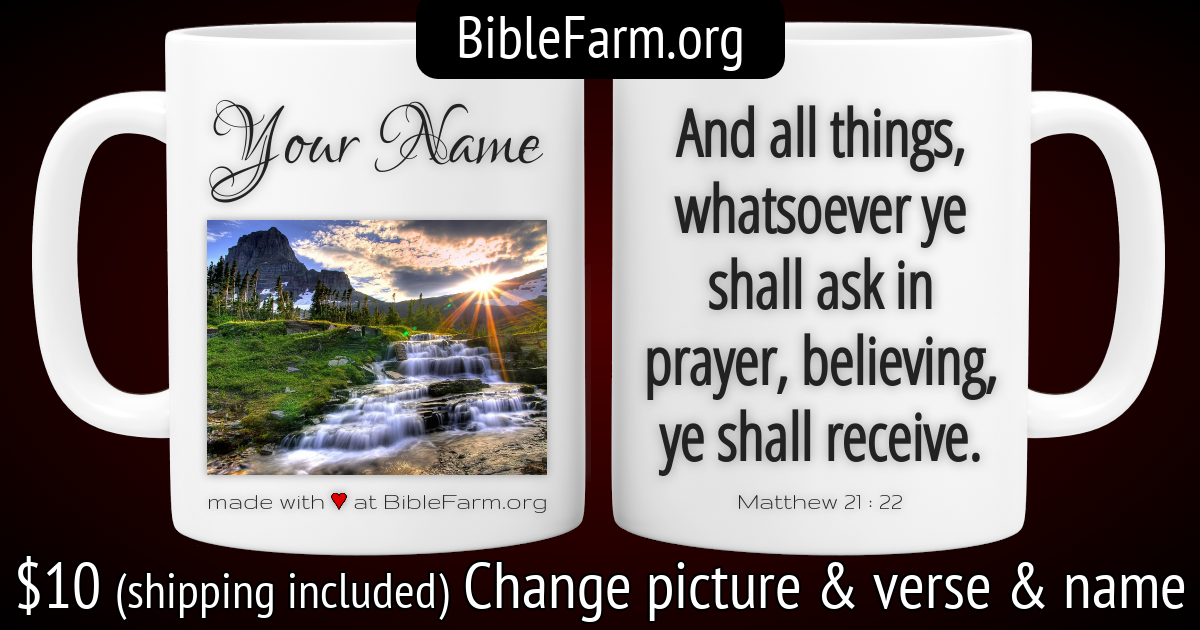 BibleFarm.org
Your Name
made with ♥ at BibleFarm.org
And all things,
whatsoever ye
shall ask in
prayer, believing,
ye shall receive.
Matthew 21 : 22
$10 (shipping included) Change picture & verse & name